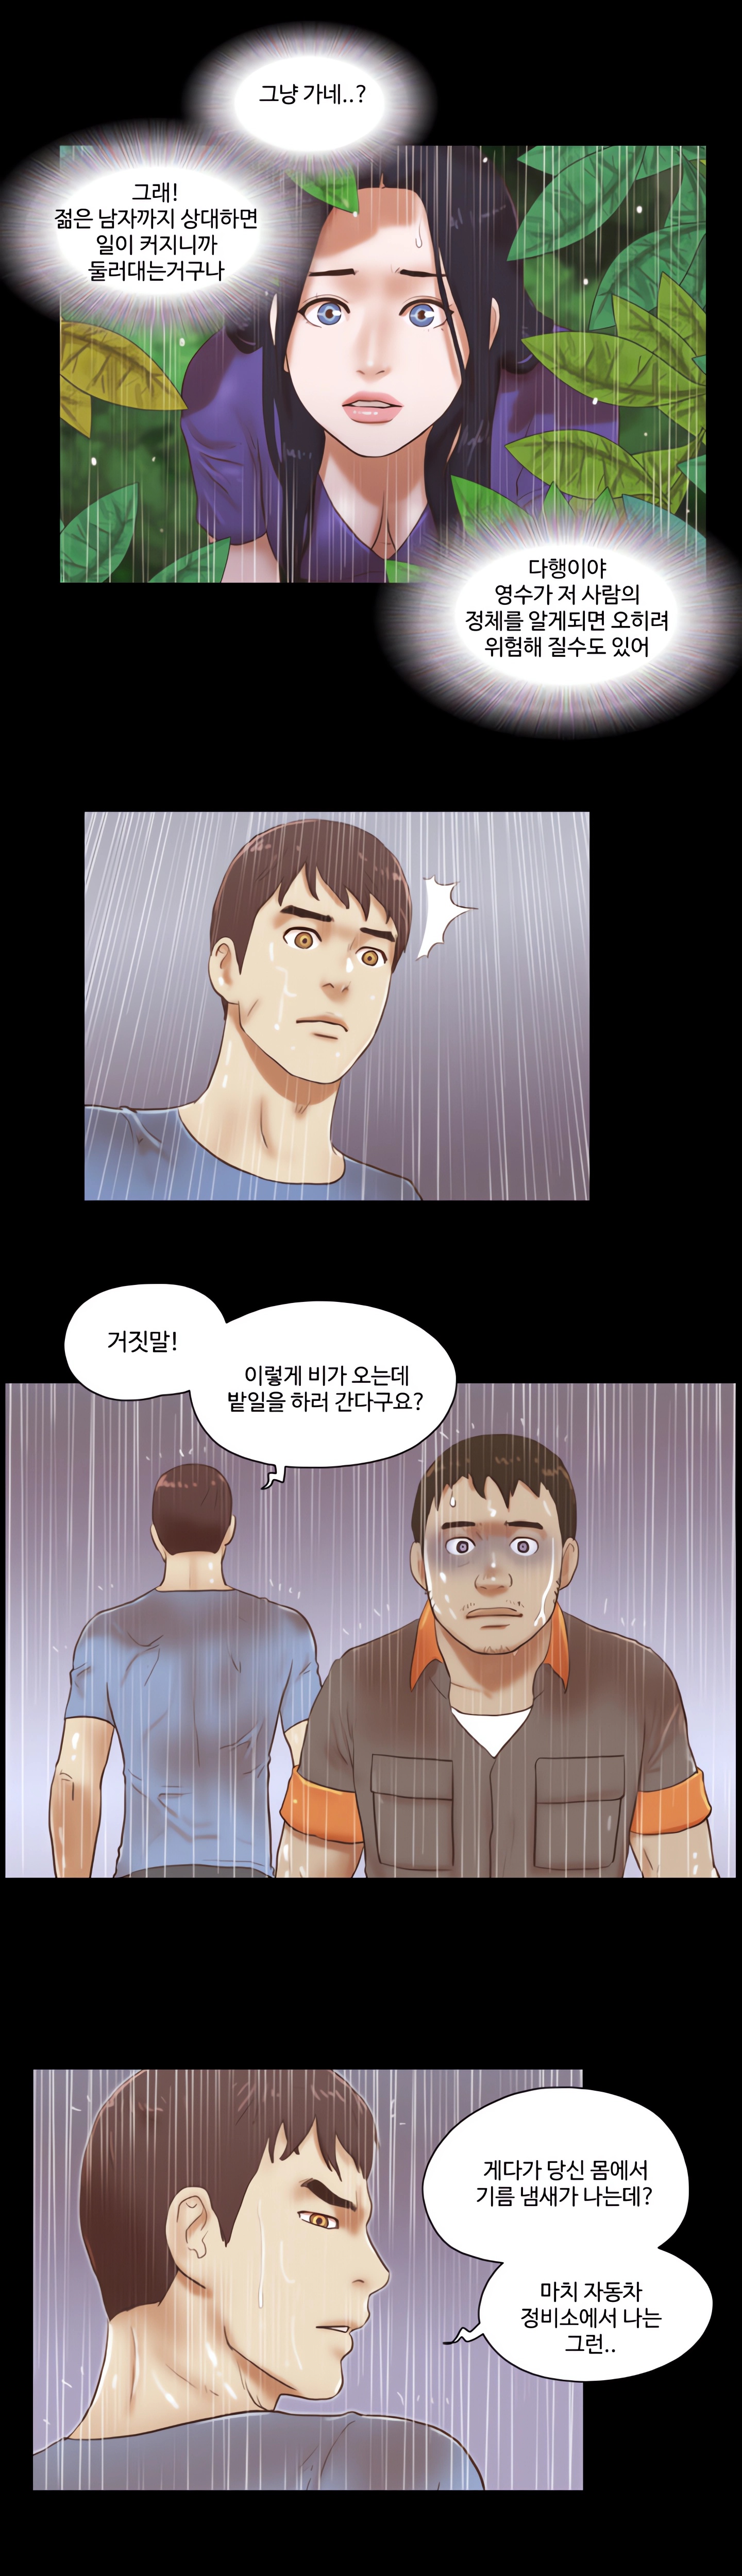 그냥 가네..?
그래!
젊은 남자까지 상대하면
일이 커지니까
둘러대는거구나
다행이야
영수가 저 사람의
정체를 알게되면 오히려
위험해 질수도 있어
거짓말!
이렇게 비가 오는데
밭일을 하러 간다구요?
게다가 당신 몸에서
기름 냄새가 나는데?
마치 자동차
정비소에서 나는
그런..